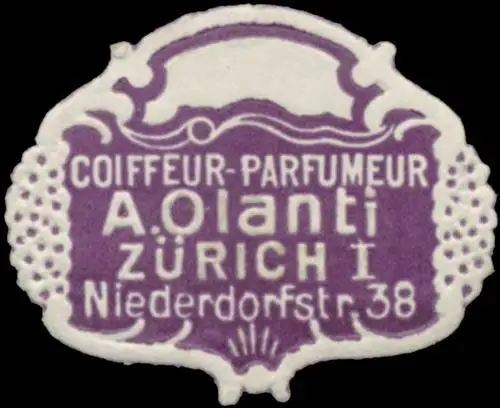 COIFFEUR-PARFUMEUR
A.Olanti
ZÜRICH I
Niederdorfstr.38